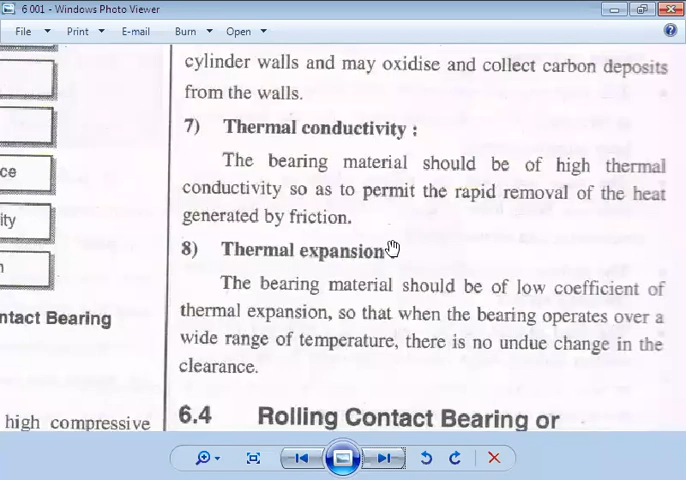 6 001 - Windows Photo Viewer
File Print E-mail Burn Open
cylinder walls and may oxidise and collect carbon deposits
from the walls.
7) Thermal conductivity :
The bearing material should be of high thermal
conductivity so as to permit the rapid removal of the heat
generated by friction.
8) Thermal expansion
The bearing material should be of low coefficient of
thermal expansion, so that when the bearing operates over a
wide range of temperature, there is no undue change in the
clearance.
6.4 Rolling Contact Bearing or
ce
ity
n
ntact Bearing
high compressive